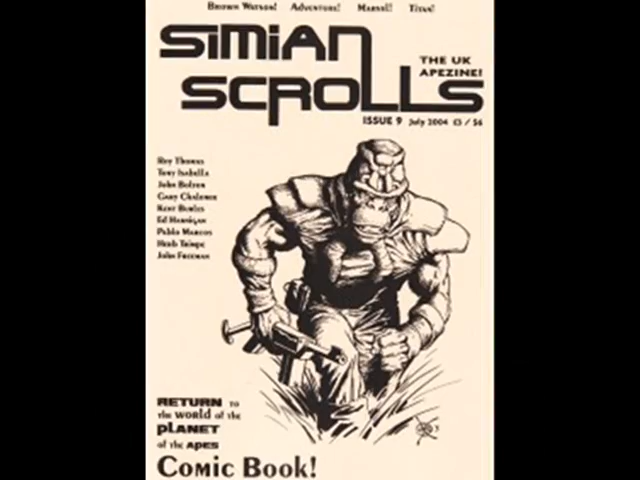 Brown Watson! Adventure! Marvel! Titan!
SIMIAN
SCROLLS
THE UK
APEZINE!
ISSUE 9 July 2004 £3 / $6
Roy Thomas
Tony Isabella
John Bolton
Gary Chaloner
Kent Burles
Ed Hannigan
Pablo Marcos
Herb Trimpe
John Freeman
RETURN TO
the WORLD of the
PLANET
of the APES
Comic Book!